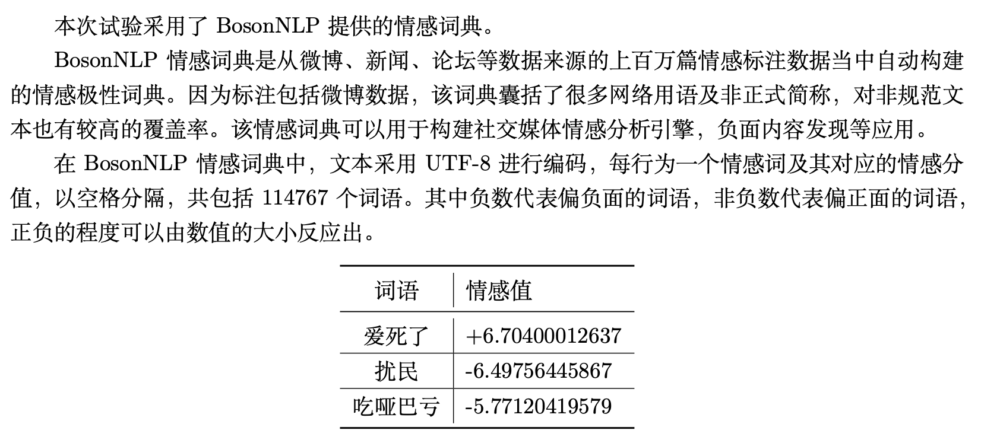 本次试验采用了 BosonNLP 提供的情感词典。
BosonNLP 情感词典是从微博、新闻、论坛等数据来源的上百万篇情感标注数据当中自动构建
的情感极性词典。因为标注包括微博数据，该词典囊括了很多网络用语及非正式简称，对非规范文
本也有较高的覆盖率。该情感词典可以用于构建社交媒体情感分析引擎，负面内容发现等应用。
在 BosonNLP 情感词典中，文本采用 UTF-8 进行编码，每行为一个情感词及其对应的情感分
值，以空格分隔，共包括 114767 个词语。其中负数代表偏负面的词语，非负数代表偏正面的词语，
正负的程度可以由数值的大小反应出。
词语 情感值
爱死了 +6.70400012637
扰民 -6.49756445867
吃哑巴亏 -5.77120419579